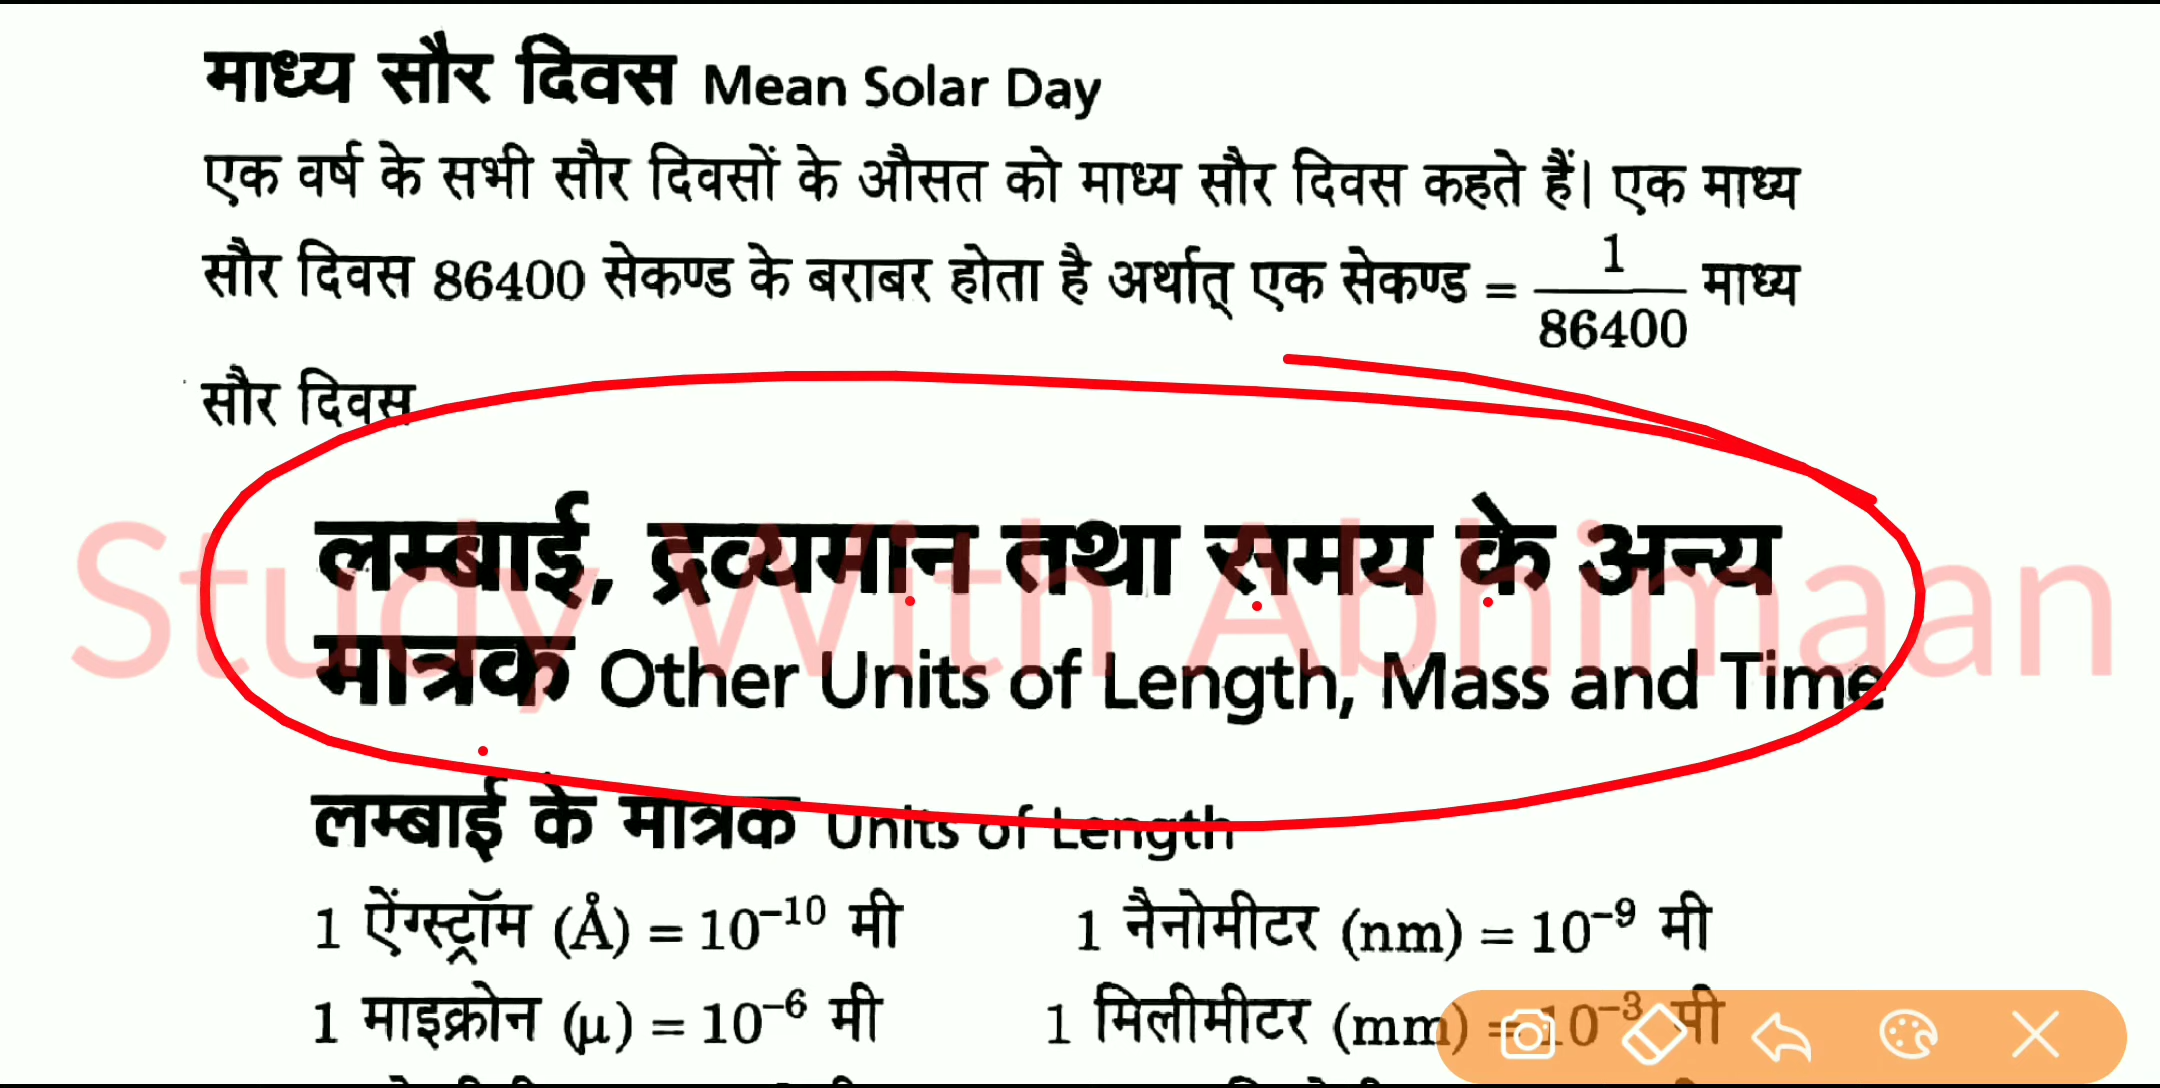 माध्य सौर दिवस Mean Solar Day
एक वर्ष के सभी सौर दिवसों के औसत को माध्य सौर दिवस कहते हैं। एक माध्य
सौर दिवस 86400 सेकण्ड के बराबर होता है अर्थात् एक सेकण्ड = 1/86400 माध्य
सौर दिवस
लम्बाई, द्रव्यमान तथा समय के अन्य
मात्रक Other Units of Length, Mass and Time
Study With Abhimaan
लम्बाई के मात्रक Units of Length
1 ऐंग्स्ट्रॉम (Å) = 10⁻¹⁰ मी 1 नैनोमीटर (nm) = 10⁻⁹ मी
1 माइक्रोन (μ) = 10⁻⁶ मी 1 मिलीमीटर (mm) = 10⁻³ मी